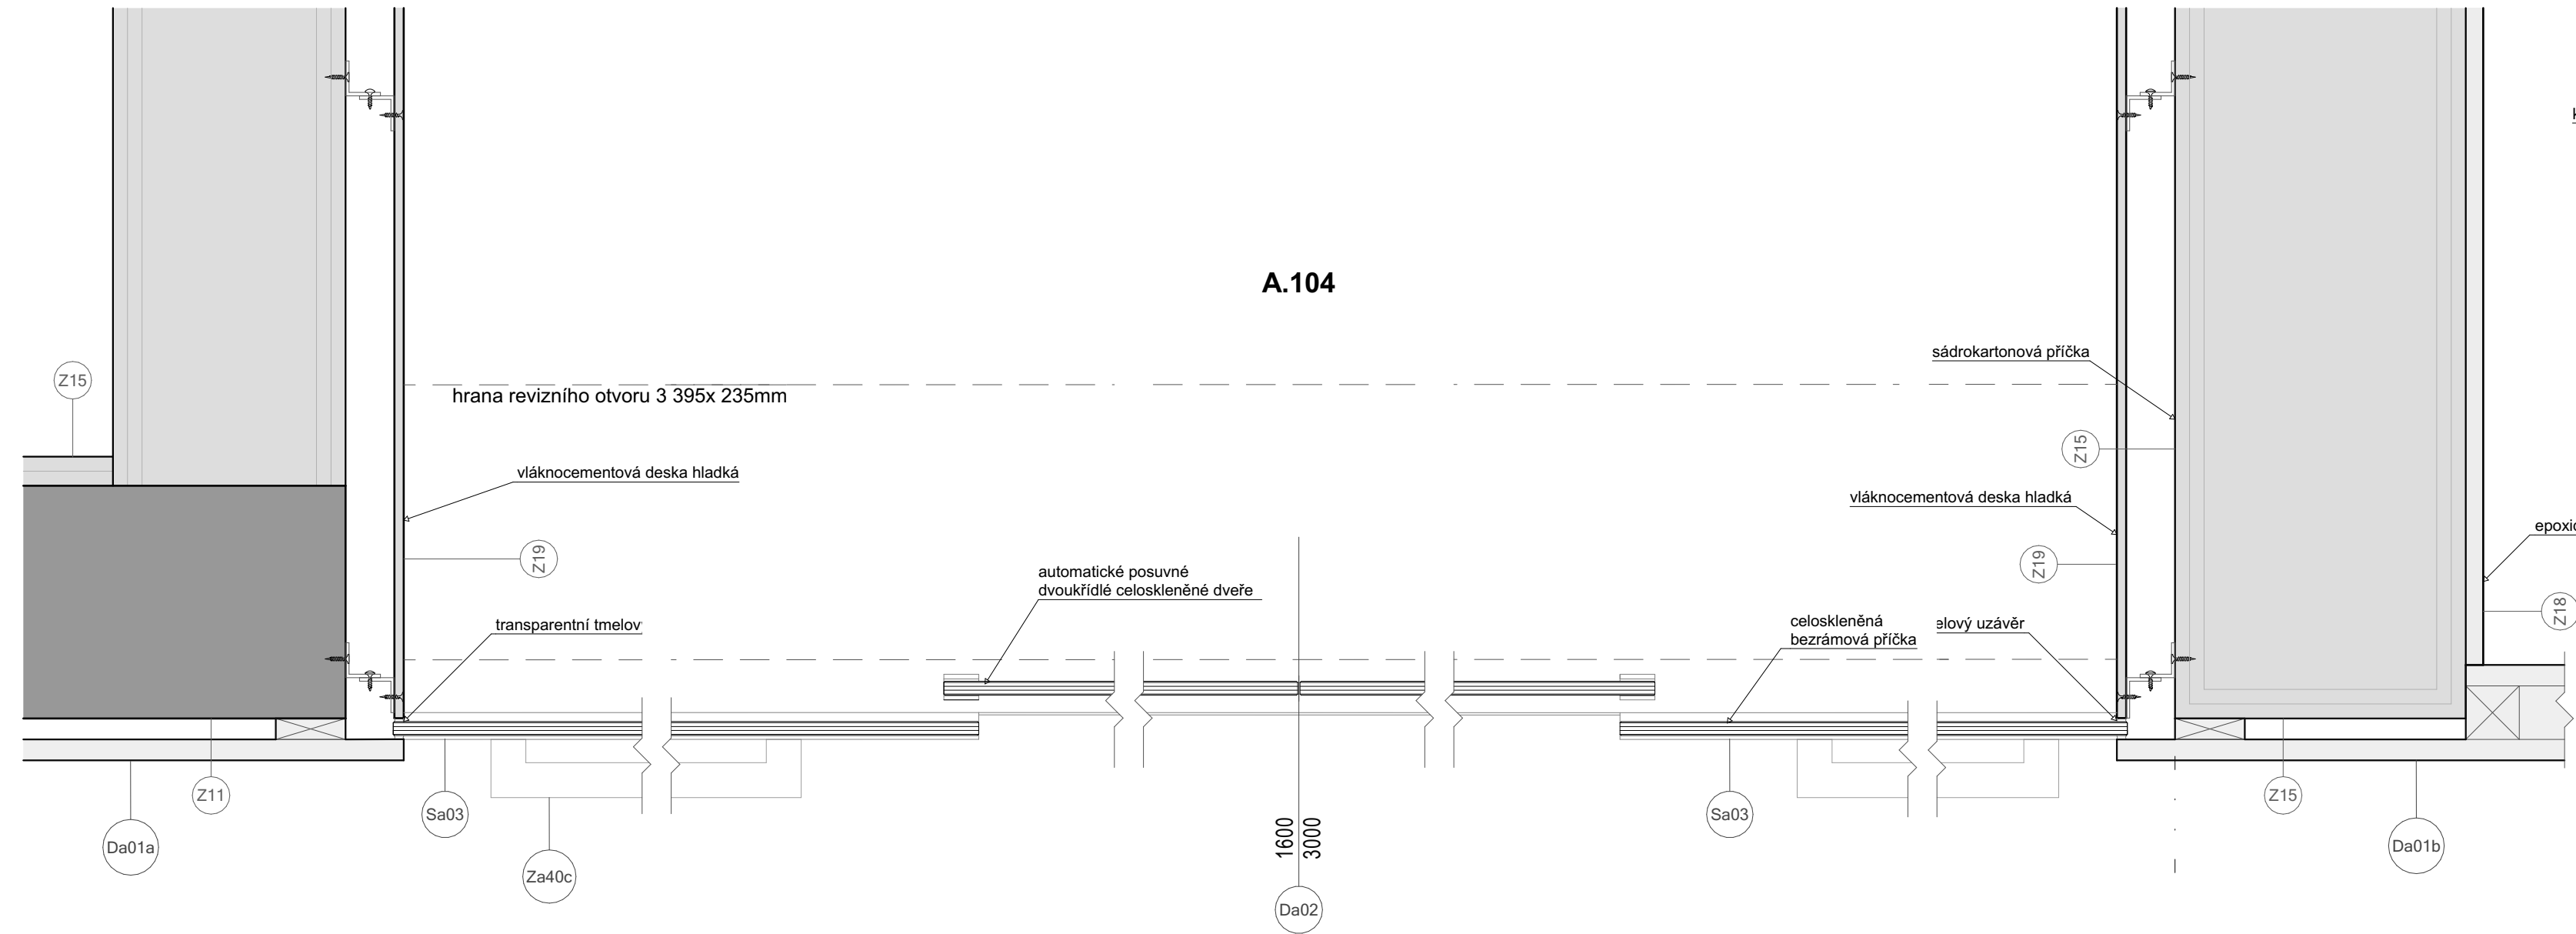 A.104
sádrokartonová příčka
Z15
hrana revizního otvoru 3 395x 235mm
Z15
vláknocementová deska hladká
vláknocementová deska hladká
epoxi
Z19
Z19
automatické posuvné
dvoukřídlé celoskleněné dveře
Z18
transparentní tmelov
celoskleněná
bezrámová příčka
elový uzávěr
Z11
Sa03
Sa03
Z15
1600
3000
Da01a
Da01b
Za40c
Da02